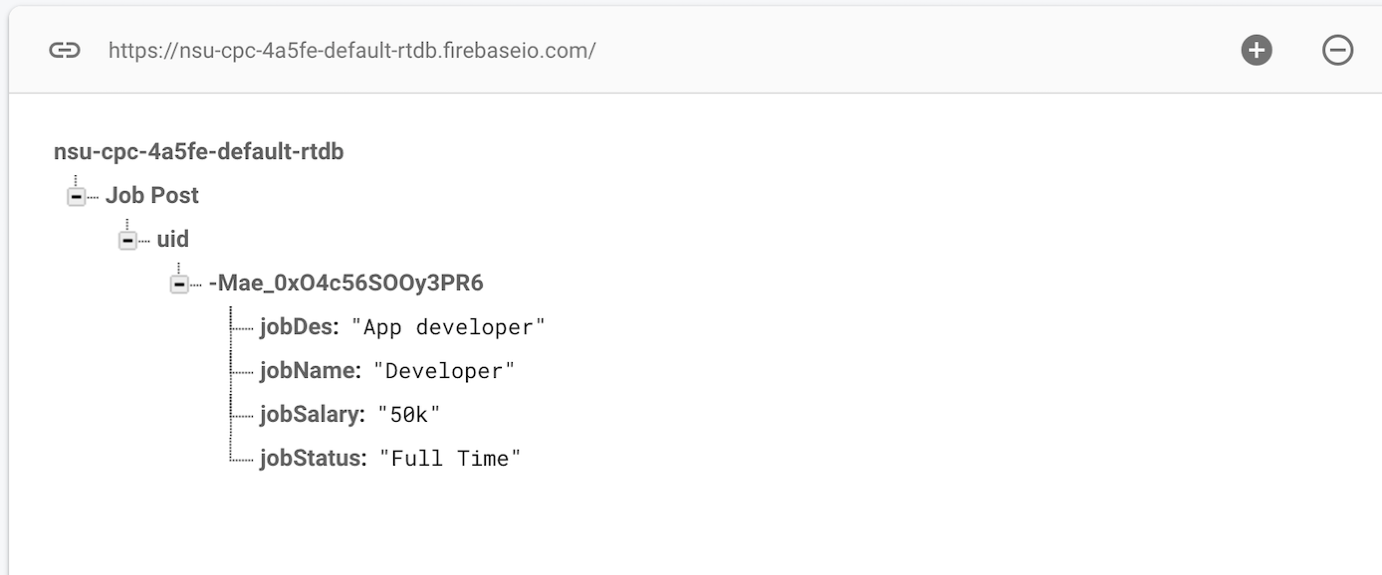 https://nsu-cpc-4a5fe-default-rtdb.firebaseio.com/
nsu-cpc-4a5fe-default-rtdb
Job Post
uid
-Mae_0xO4c56SOOy3PR6
jobDes: "App developer"
jobName: "Developer"
jobSalary: "50k"
jobStatus: "Full Time"